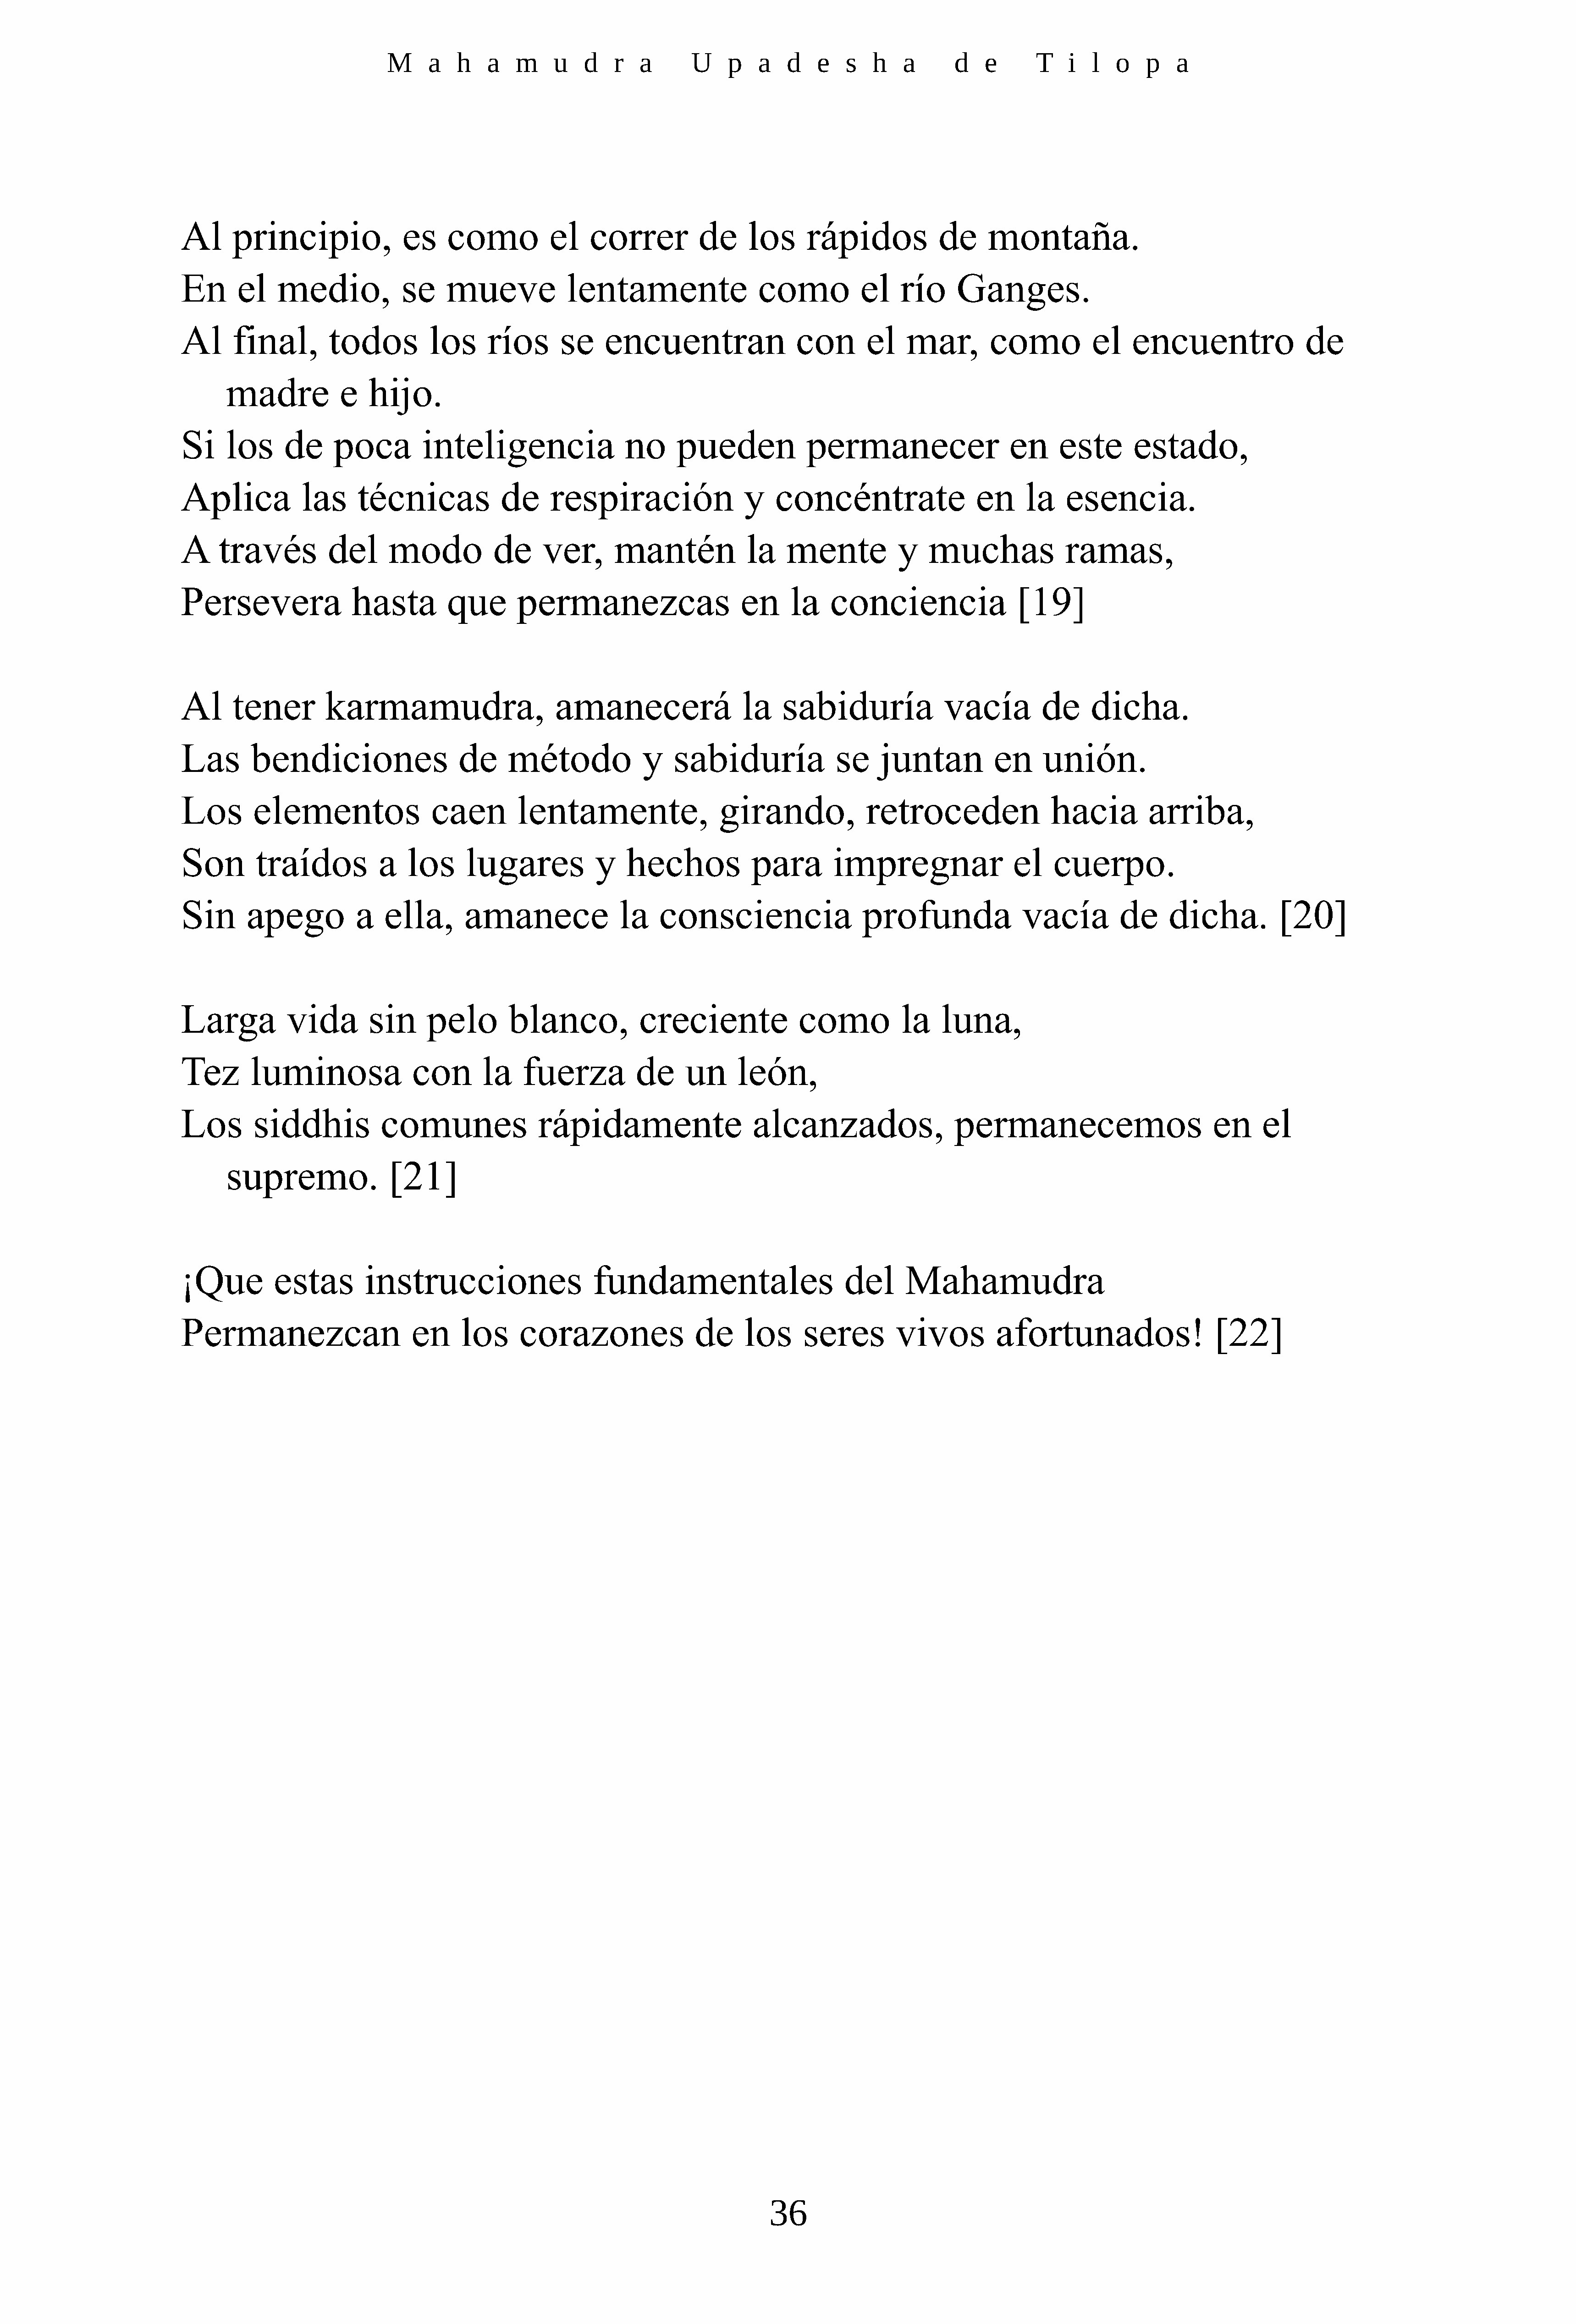 Mahamudra Upadesha de Tilopa
Al principio, es como el correr de los rápidos de montaña.
En el medio, se mueve lentamente como el río Ganges.
Al final, todos los ríos se encuentran con el mar, como el encuentro de
madre e hijo.
Si los de poca inteligencia no pueden permanecer en este estado,
Aplica las técnicas de respiración y concéntrate en la esencia.
A través del modo de ver, mantén la mente y muchas ramas,
Persevera hasta que permanezcas en la conciencia [19]
Al tener karmamudra, amanecerá la sabiduría vacía de dicha.
Las bendiciones de método y sabiduría se juntan en unión.
Los elementos caen lentamente, girando, retroceden hacia arriba,
Son traídos a los lugares y hechos para impregnar el cuerpo.
Sin apego a ella, amanece la consciencia profunda vacía de dicha. [20]
Larga vida sin pelo blanco, creciente como la luna,
Tez luminosa con la fuerza de un león,
Los siddhis comunes rápidamente alcanzados, permanecemos en el
supremo. [21]
¡Que estas instrucciones fundamentales del Mahamudra
Permanezcan en los corazones de los seres vivos afortunados! [22]
36